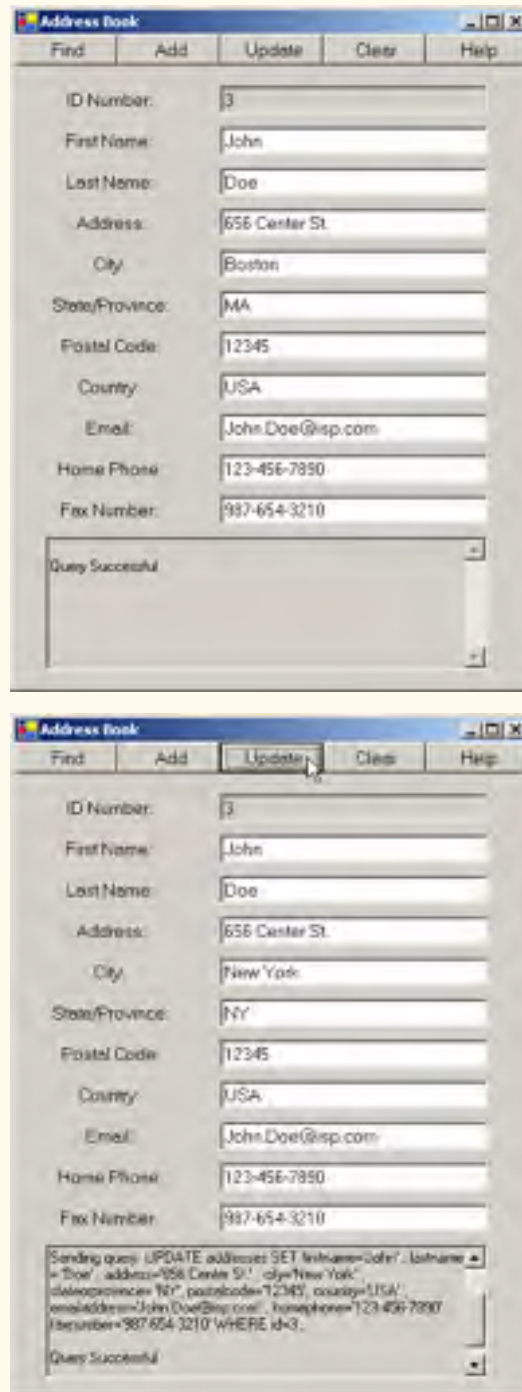 Address Book
Find Add Update Clear Help
ID Number: 3
First Name: John
Last Name: Doe
Address: 656 Center St.
City: Boston
State/Province: MA
Postal Code: 12345
Country: USA
Email: John.Doe@isp.com
Home Phone: 123-456-7890
Fax Number: 987-654-3210
Query Successful
Address Book
Find Add Update Clear Help
ID Number: 3
First Name: John
Last Name: Doe
Address: 656 Center St.
City: New York
State/Province: NY
Postal Code: 12345
Country: USA
Email: John.Doe@isp.com
Home Phone: 123-456-7890
Fax Number: 987-654-3210
Sending query: UPDATE addresses SET firstname='John' , lastname
= 'Doe' , address='656 Center St.' , city='New York' ,
stateorprovince= 'NY', postalcode='12345', country='USA' ,
emailaddress='John.Doe@isp.com' , homephone='123-456-7890'
, faxnumber='987-654-3210' WHERE id=3 ;
Query Successful